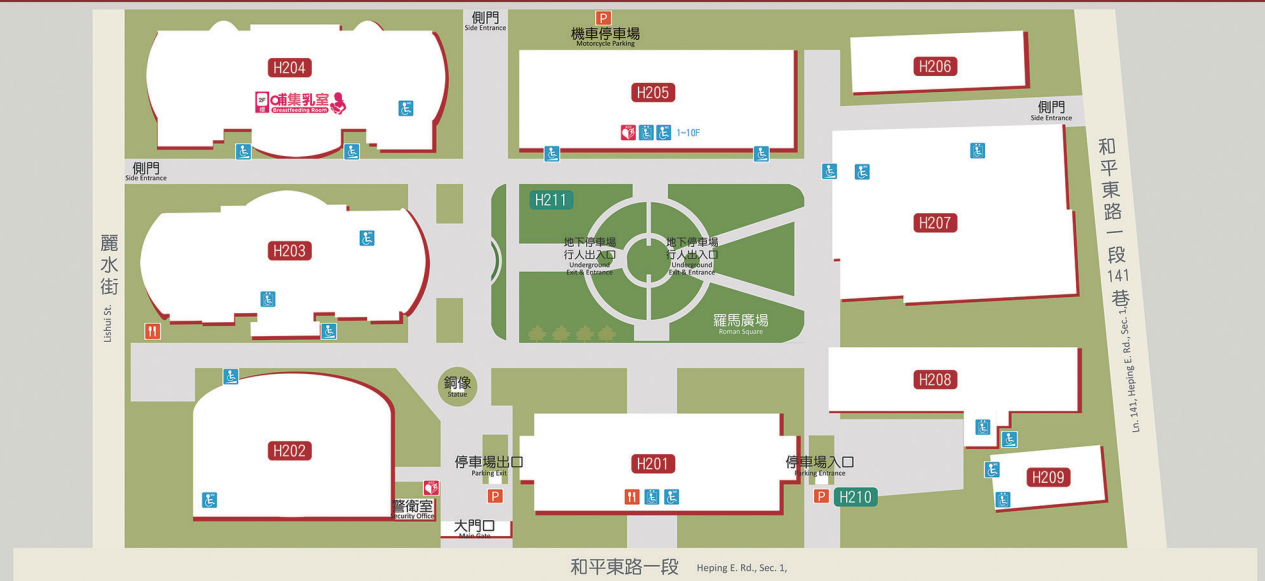 側門
Side Entrance
P
機車停車場
Motorcycle Parking
H204
2F
哺集乳室
Breastfeeding Room
H205
1~10F
H206
側門
Side Entrance
側門
Side Entrance
H211
H207
和平東路一段141巷
Ln. 141, Heping E. Rd., Sec. 1,
麗水街
Lishui St.
H203
地下停車場
行人出入口
Underground
Exit & Entrance
地下停車場
行人出入口
Underground
Exit & Entrance
羅馬廣場
Roman Square
銅像
Statue
H208
H202
停車場出口
Parking Exit
P
H201
停車場入口
Parking Entrance
P
H210
H209
警衛室
Security Office
大門口
Main Gate
和平東路一段 Heping E. Rd., Sec. 1,